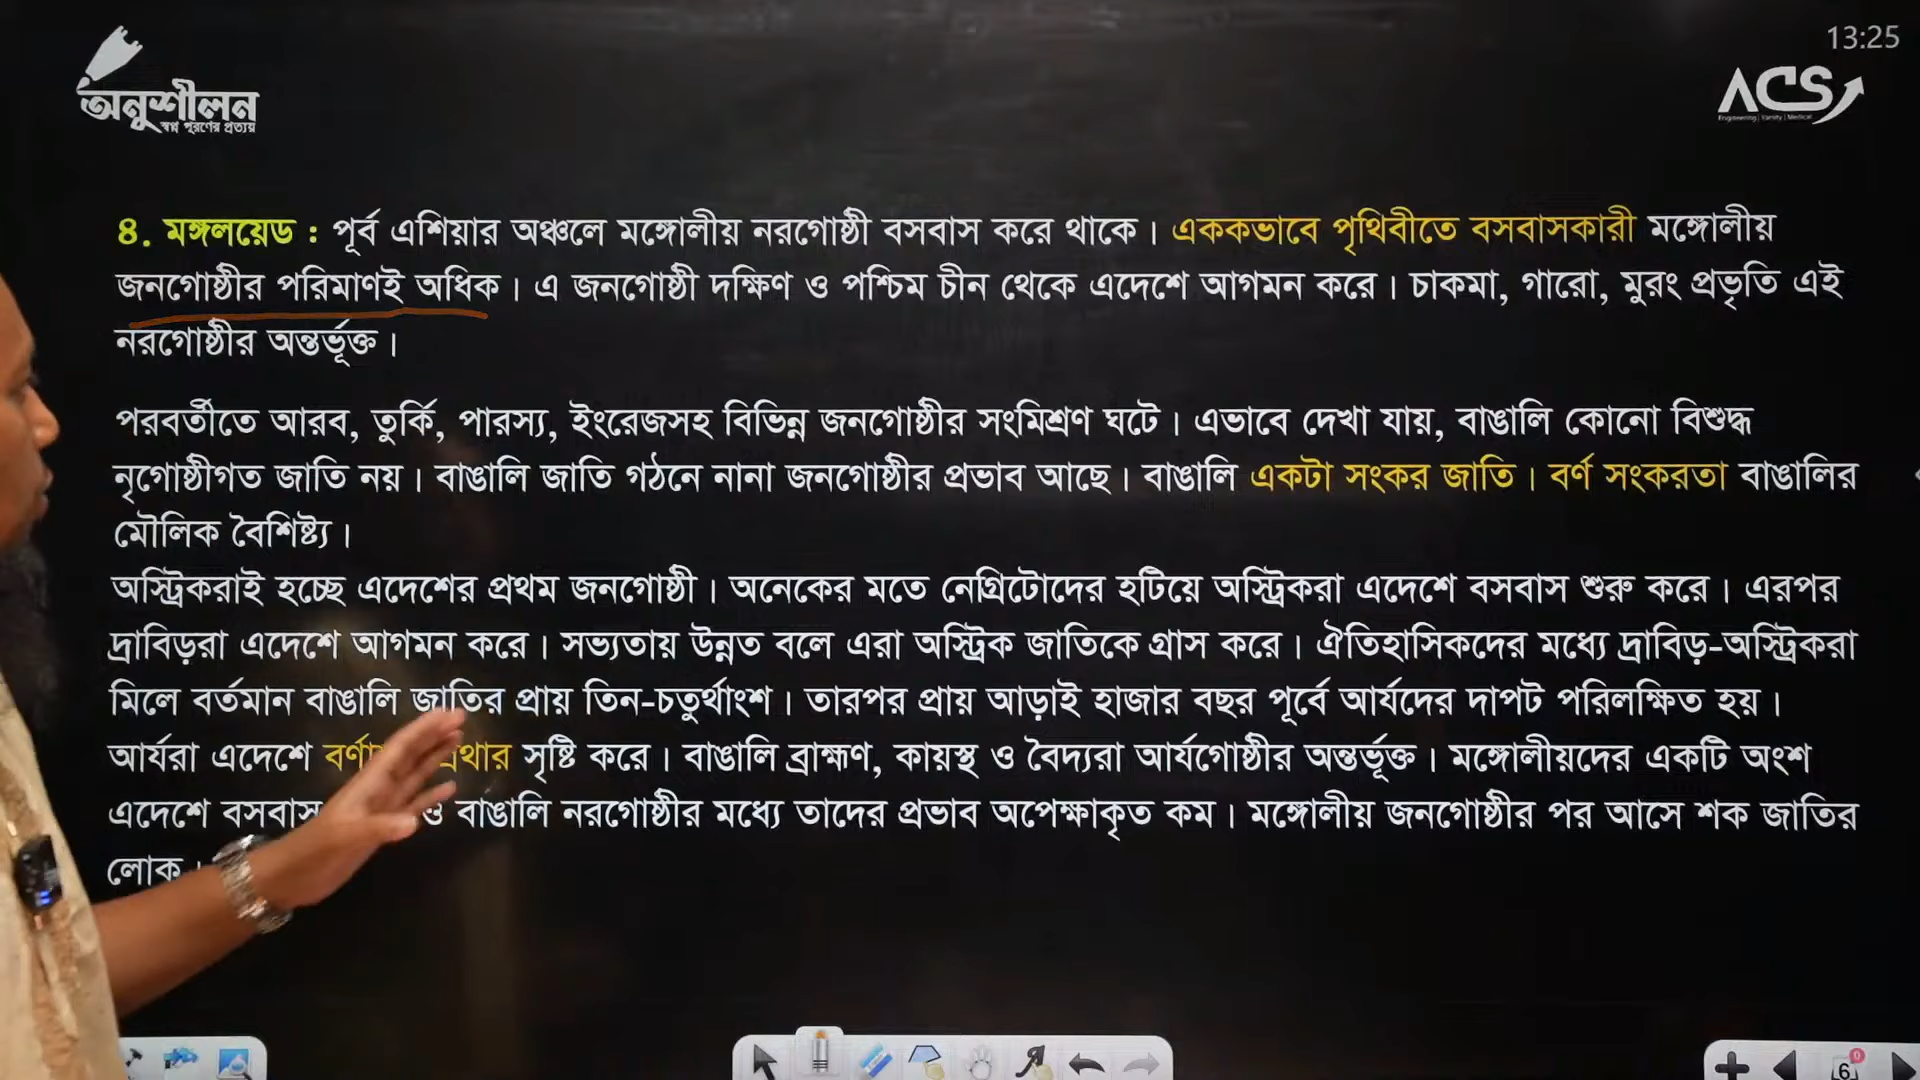 13:25
অনুশীলন
স্বপ্ন পূরণের প্রত্যয়
ACS
Engineering | Varsity | Medical
৪. মঙ্গলয়েড : পূর্ব এশিয়ার অঞ্চলে মঙ্গোলীয় নরগোষ্ঠী বসবাস করে থাকে। এককভাবে পৃথিবীতে বসবাসকারী মঙ্গোলীয়
জনগোষ্ঠীর পরিমাণই অধিক। এ জনগোষ্ঠী দক্ষিণ ও পশ্চিম চীন থেকে এদেশে আগমন করে। চাকমা, গারো, মুরং প্রভৃতি এই
নরগোষ্ঠীর অন্তর্ভূক্ত।
পরবর্তীতে আরব, তুর্কি, পারস্য, ইংরেজসহ বিভিন্ন জনগোষ্ঠীর সংমিশ্রণ ঘটে। এভাবে দেখা যায়, বাঙালি কোনো বিশুদ্ধ
নৃগোষ্ঠীগত জাতি নয়। বাঙালি জাতি গঠনে নানা জনগোষ্ঠীর প্রভাব আছে। বাঙালি একটা সংকর জাতি। বর্ণ সংকরতা বাঙালির
মৌলিক বৈশিষ্ট্য।
অস্ট্রিকরাই হচ্ছে এদেশের প্রথম জনগোষ্ঠী। অনেকের মতে নেগ্রিটোদের হটিয়ে অস্ট্রিকরা এদেশে বসবাস শুরু করে। এরপর
দ্রাবিড়রা এদেশে আগমন করে। সভ্যতায় উন্নত বলে এরা অস্ট্রিক জাতিকে গ্রাস করে। ঐতিহাসিকদের মধ্যে দ্রাবিড়-অস্ট্রিকরা
মিলে বর্তমান বাঙালি জাতির প্রায় তিন-চতুর্থাংশ। তারপর প্রায় আড়াই হাজার বছর পূর্বে আর্যদের দাপট পরিলক্ষিত হয়।
আর্যরা এদেশে সৃষ্টি করে। বাঙালি ব্রাহ্মণ, কায়স্থ ও বৈদ্যরা আর্যগোষ্ঠীর অন্তর্ভূক্ত। মঙ্গোলীয়দের একটি অংশ
এদেশে বসবাস ও বাঙালি নরগোষ্ঠীর মধ্যে তাদের প্রভাব অপেক্ষাকৃত কম। মঙ্গোলীয় জনগোষ্ঠীর পর আসে শক জাতির
লোক।